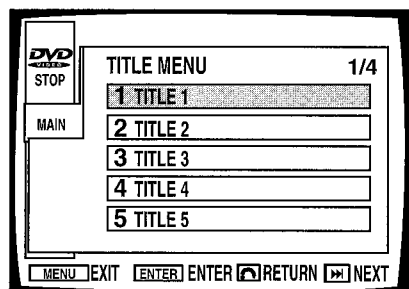 DVD
VIDEO
STOP
MAIN
TITLE MENU 1/4
1 TITLE 1
2 TITLE 2
3 TITLE 3
4 TITLE 4
5 TITLE 5
MENU EXIT ENTER ENTER RETURN NEXT